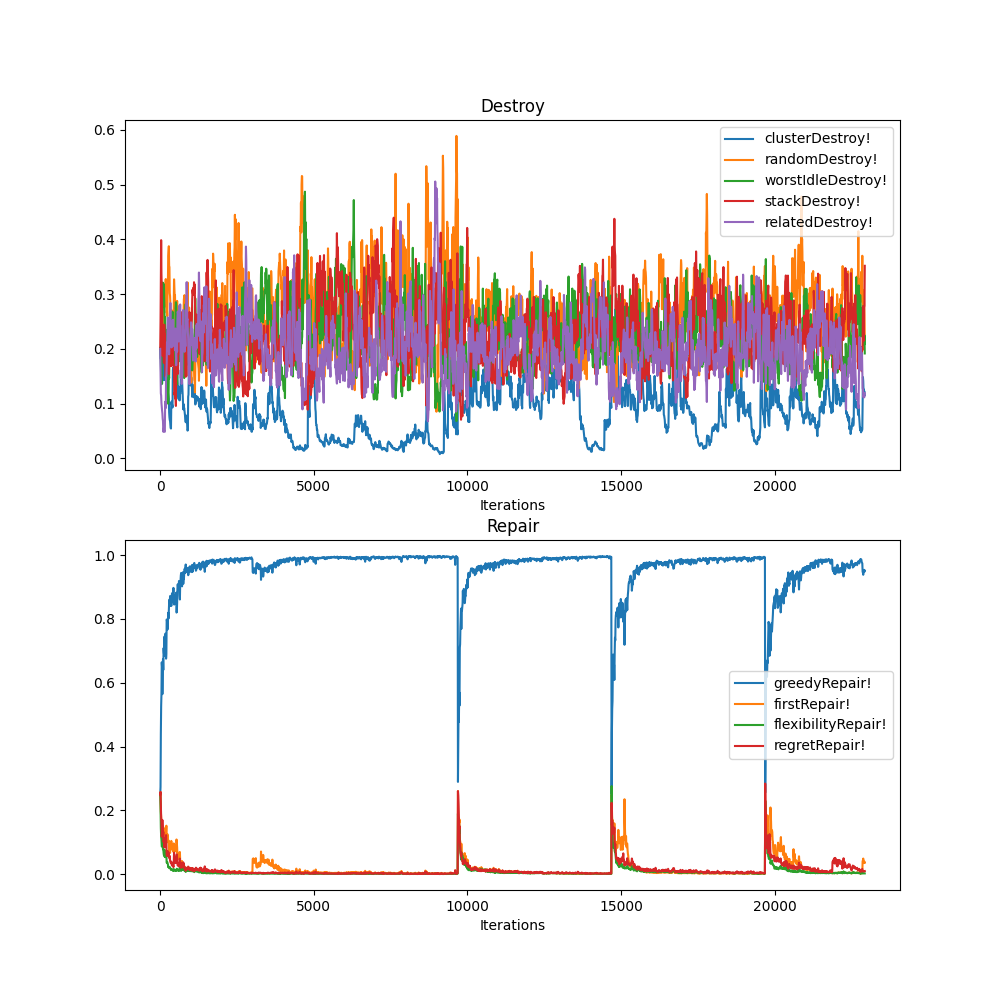 Destroy
0.6
0.5
0.4
0.3
0.2
0.1
0.0
clusterDestroy!
randomDestroy!
worstIdleDestroy!
stackDestroy!
relatedDestroy!
0 5000 10000 15000 20000
Iterations
Repair
1.0
0.8
0.6
0.4
0.2
0.0
greedyRepair!
firstRepair!
flexibilityRepair!
regretRepair!
0 5000 10000 15000 20000
Iterations